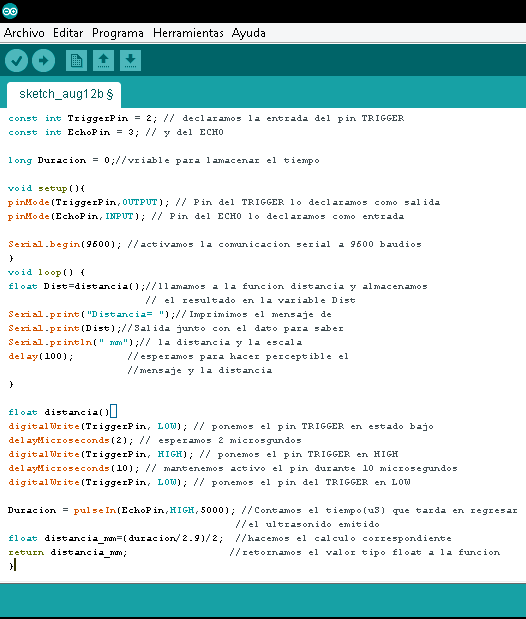 Archivo Editar Programa Herramientas Ayuda
sketch_aug12b §
const int TriggerPin = 2; // declaramos la entrada del pin TRIGGER
const int EchoPin = 3; // y del ECHO
long Duracion = 0;//vriable para lamacenar el tiempo
void setup(){
pinMode(TriggerPin,OUTPUT); // Pin del TRIGGER lo declaramos como salida
pinMode(EchoPin,INPUT); // Pin del ECHO lo declaramos como entrada
Serial.begin(9600); //activamos la comunicacion serial a 9600 baudios
}
void loop() {
float Dist=distancia();//llamamos a la funcion distancia y almacenamos
// el resultado en la variable Dist
Serial.print("Distancia= ");//Imprimimos el mensaje de
Serial.print(Dist);//Salida junto con el dato para saber
Serial.println(" mm");// la distancia y la escala
delay(100); //esperamos para hacer perceptible el
//mensaje y la distancia
}
float distancia()
digitalWrite(TriggerPin, LOW); // ponemos el pin TRIGGER en estado bajo
delayMicroseconds(2); // esperamos 2 microsgundos
digitalWrite(TriggerPin, HIGH); // ponemos el pin TRIGGER en HIGH
delayMicroseconds(10); // mantenemos activo el pin durante 10 microsegundos
digitalWrite(TriggerPin, LOW); // ponemos el pin del TRIGGER en LOW
Duracion = pulseIn(EchoPin,HIGH,5000); //Contamos el tiempo(uS) que tarda en regresar
//el ultrasonido emitido
float distancia_mm=(duracion/2.9)/2; //hacemos el calculo correspondiente
return distancia_mm; //retornamos el valor tipo float a la funcion
}